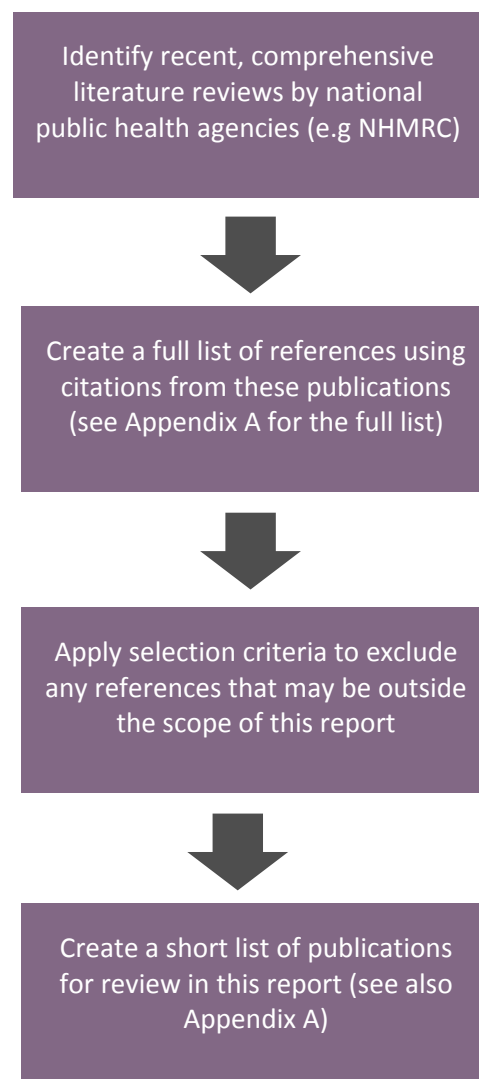 Identify recent, comprehensive
literature reviews by national
public health agencies (e.g NHMRC)
Create a full list of references using
citations from these publications
(see Appendix A for the full list)
Apply selection criteria to exclude
any references that may be outside
the scope of this report
Create a short list of publications
for review in this report (see also
Appendix A)